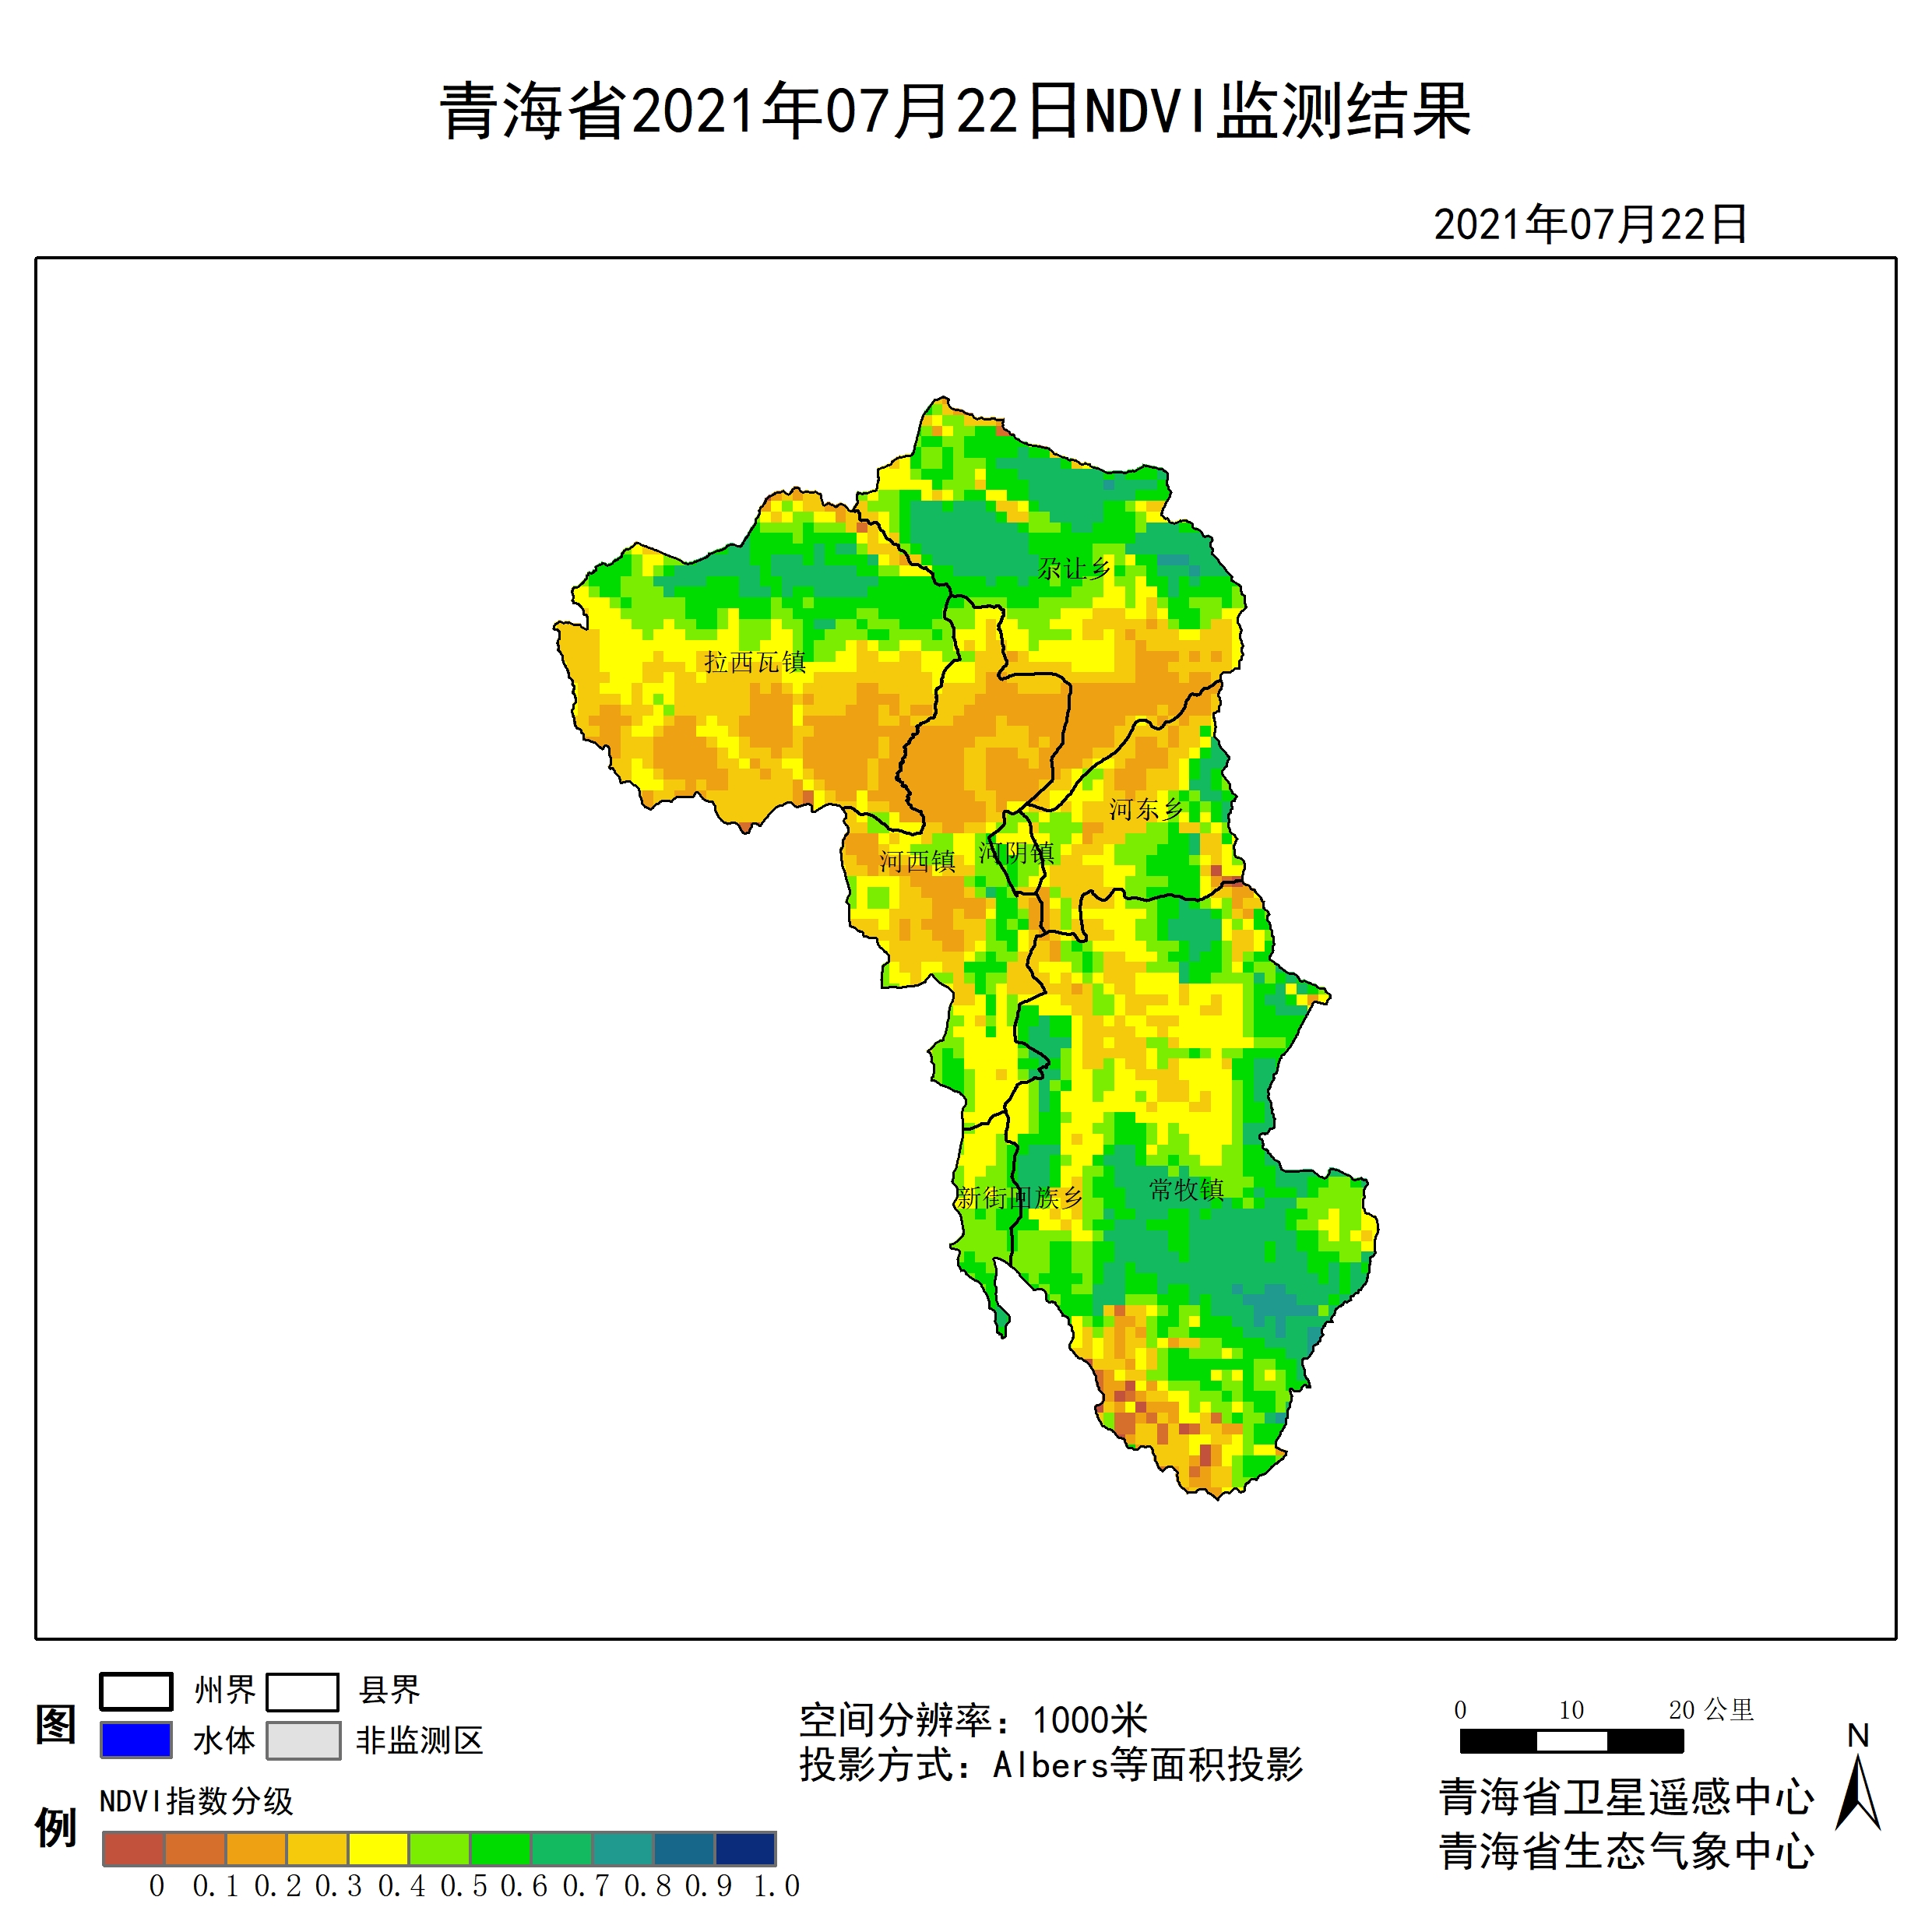 青海省2021年07月22日NDVI监测结果
2021年07月22日
尕让乡
拉西瓦镇
河东乡
河西镇
河阴镇
常牧镇
新街回族乡
图例
州界
县界
水体
非监测区
NDVI指数分级
0 0.1 0.2 0.3 0.4 0.5 0.6 0.7 0.8 0.9 1.0
空间分辨率：1000米
投影方式：Albers等面积投影
0 10 20 公里
N
青海省卫星遥感中心
青海省生态气象中心